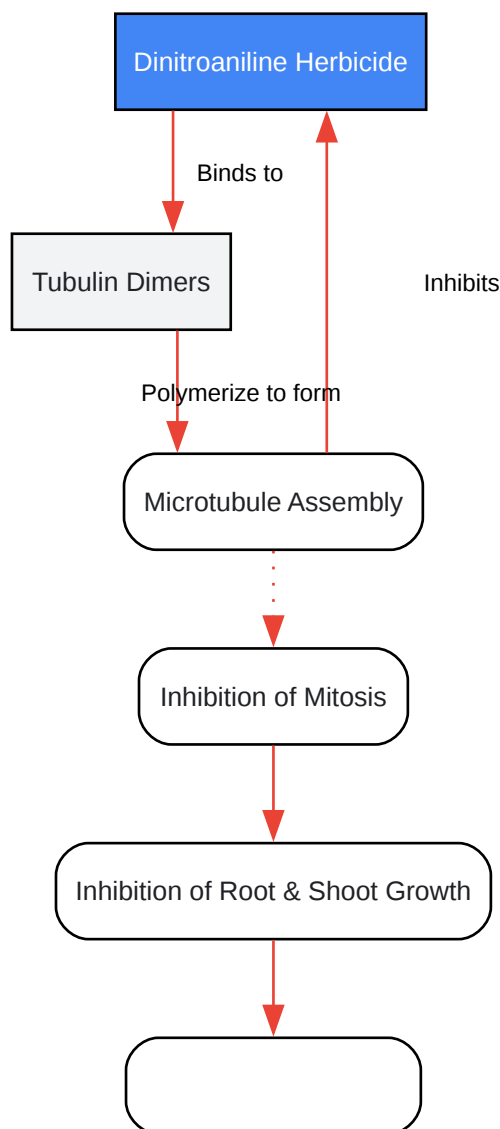 Dinitroaniline Herbicide
Binds to
Tubulin Dimers
Inhibits
Polymerize to form
Microtubule Assembly
Inhibition of Mitosis
Inhibition of Root & Shoot Growth